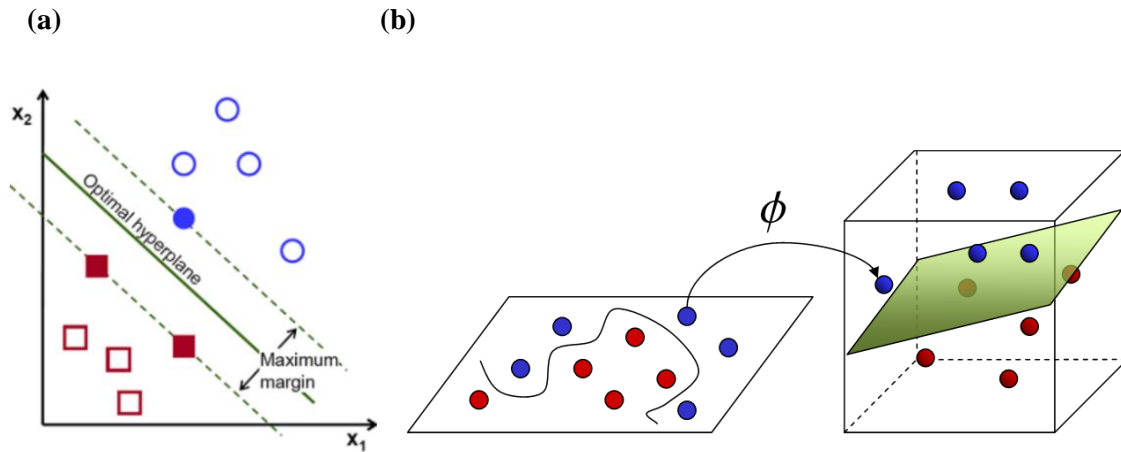 (a)
(b)
x2
Optimal hyperplane
Maximum
margin
x1
ϕ